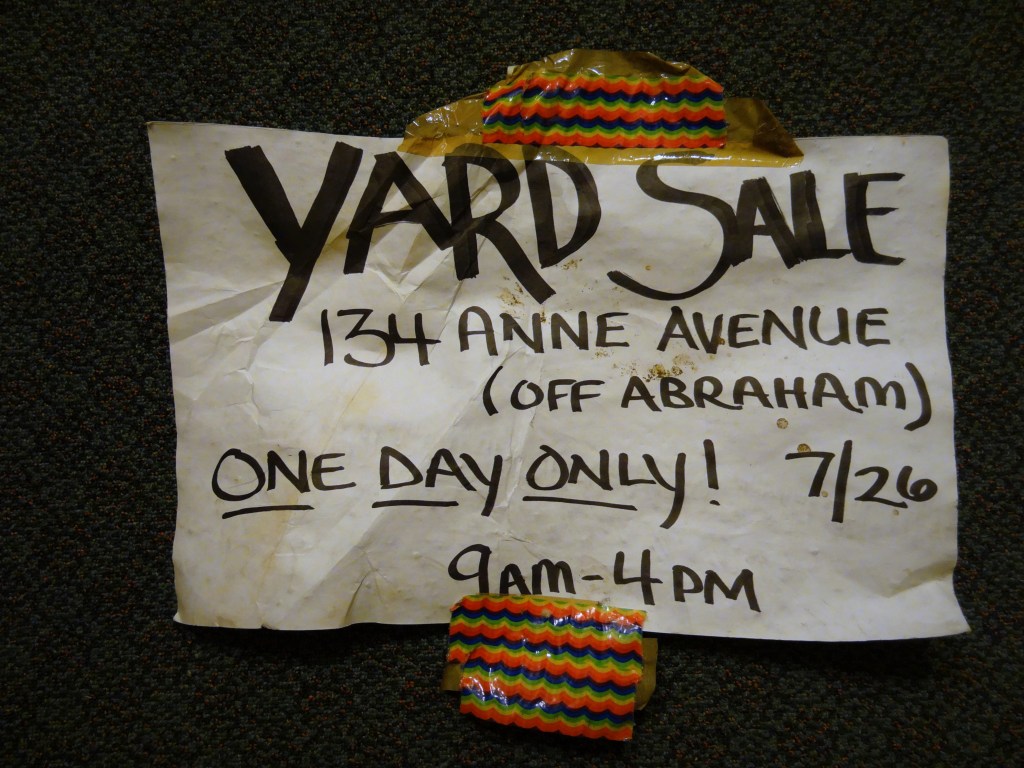 YARD SALE
134 ANNE AVENUE
(OFF ABRAHAM)
ONE DAY ONLY! 7/26
9AM-4PM